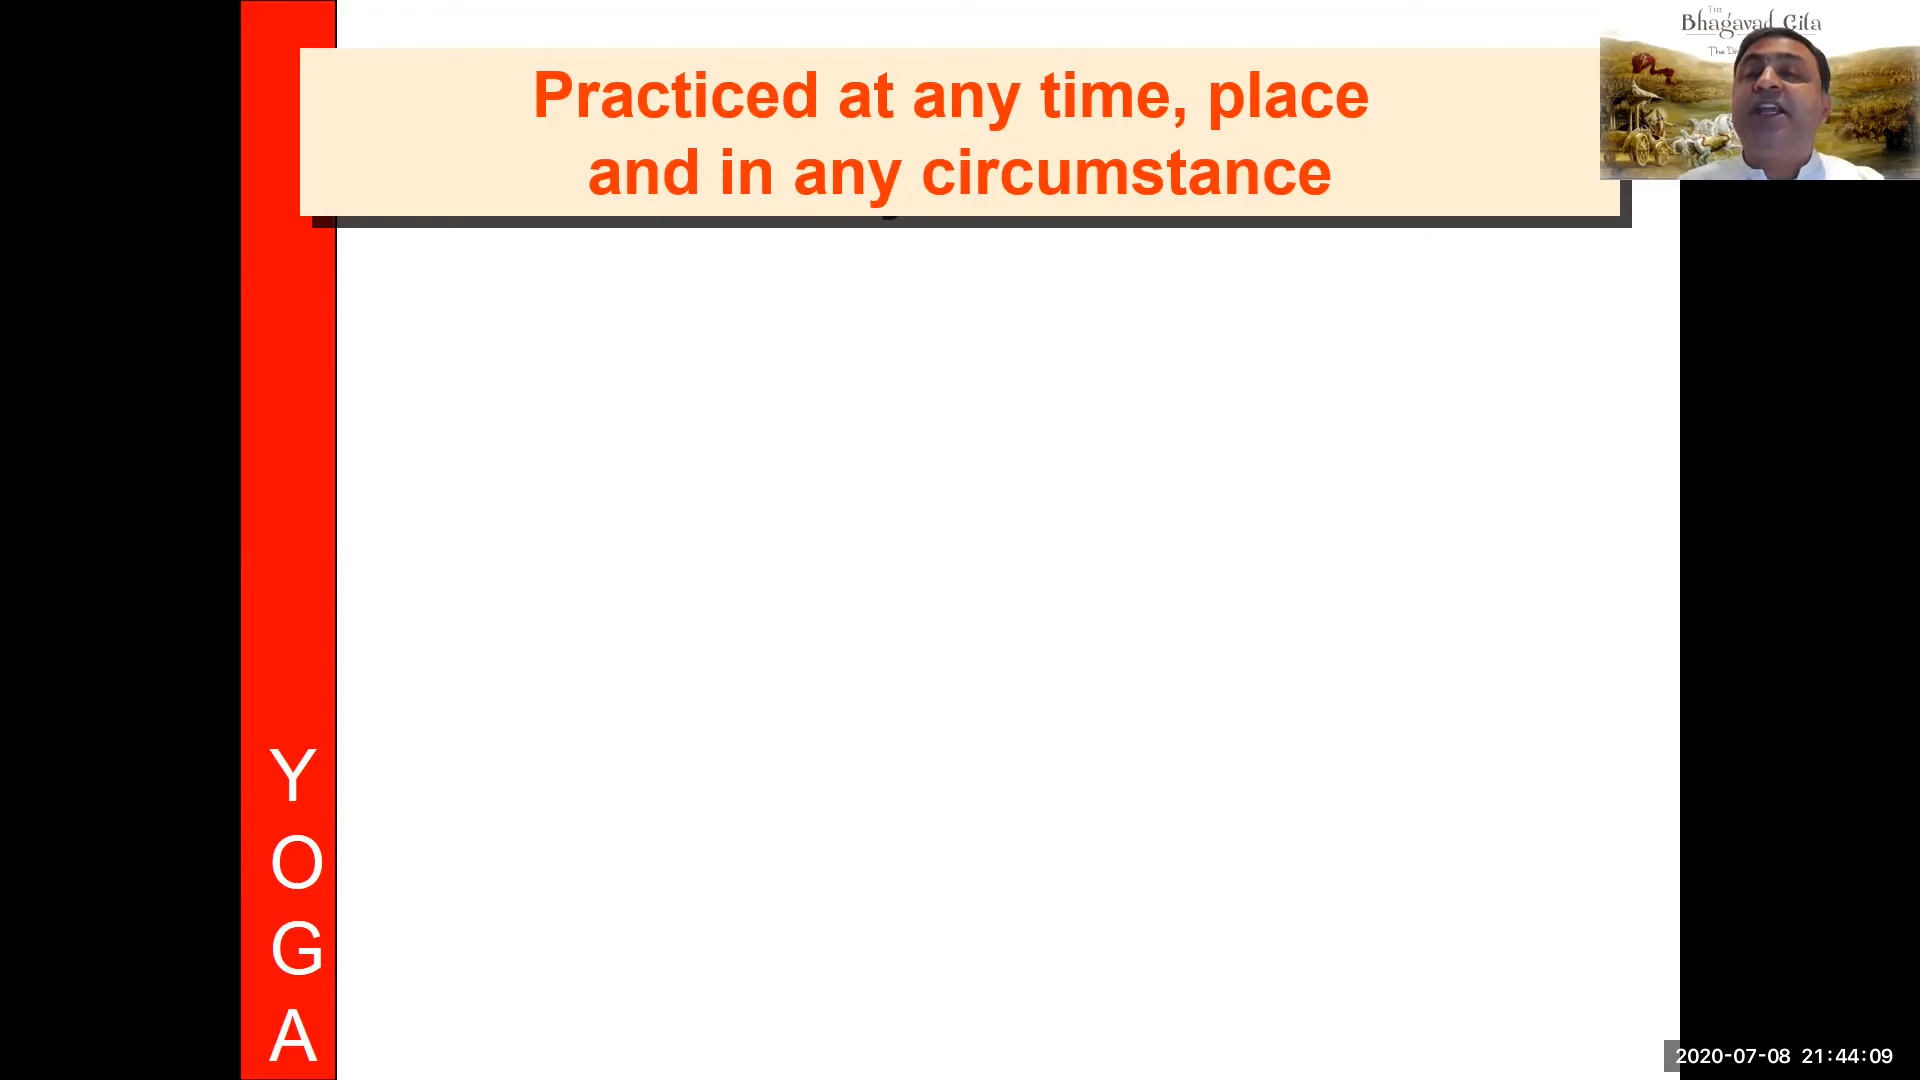 Practiced at any time, place
and in any circumstance
THE
Bhagavad Gita
Y
O
G
A
2020-07-08 21:44:09